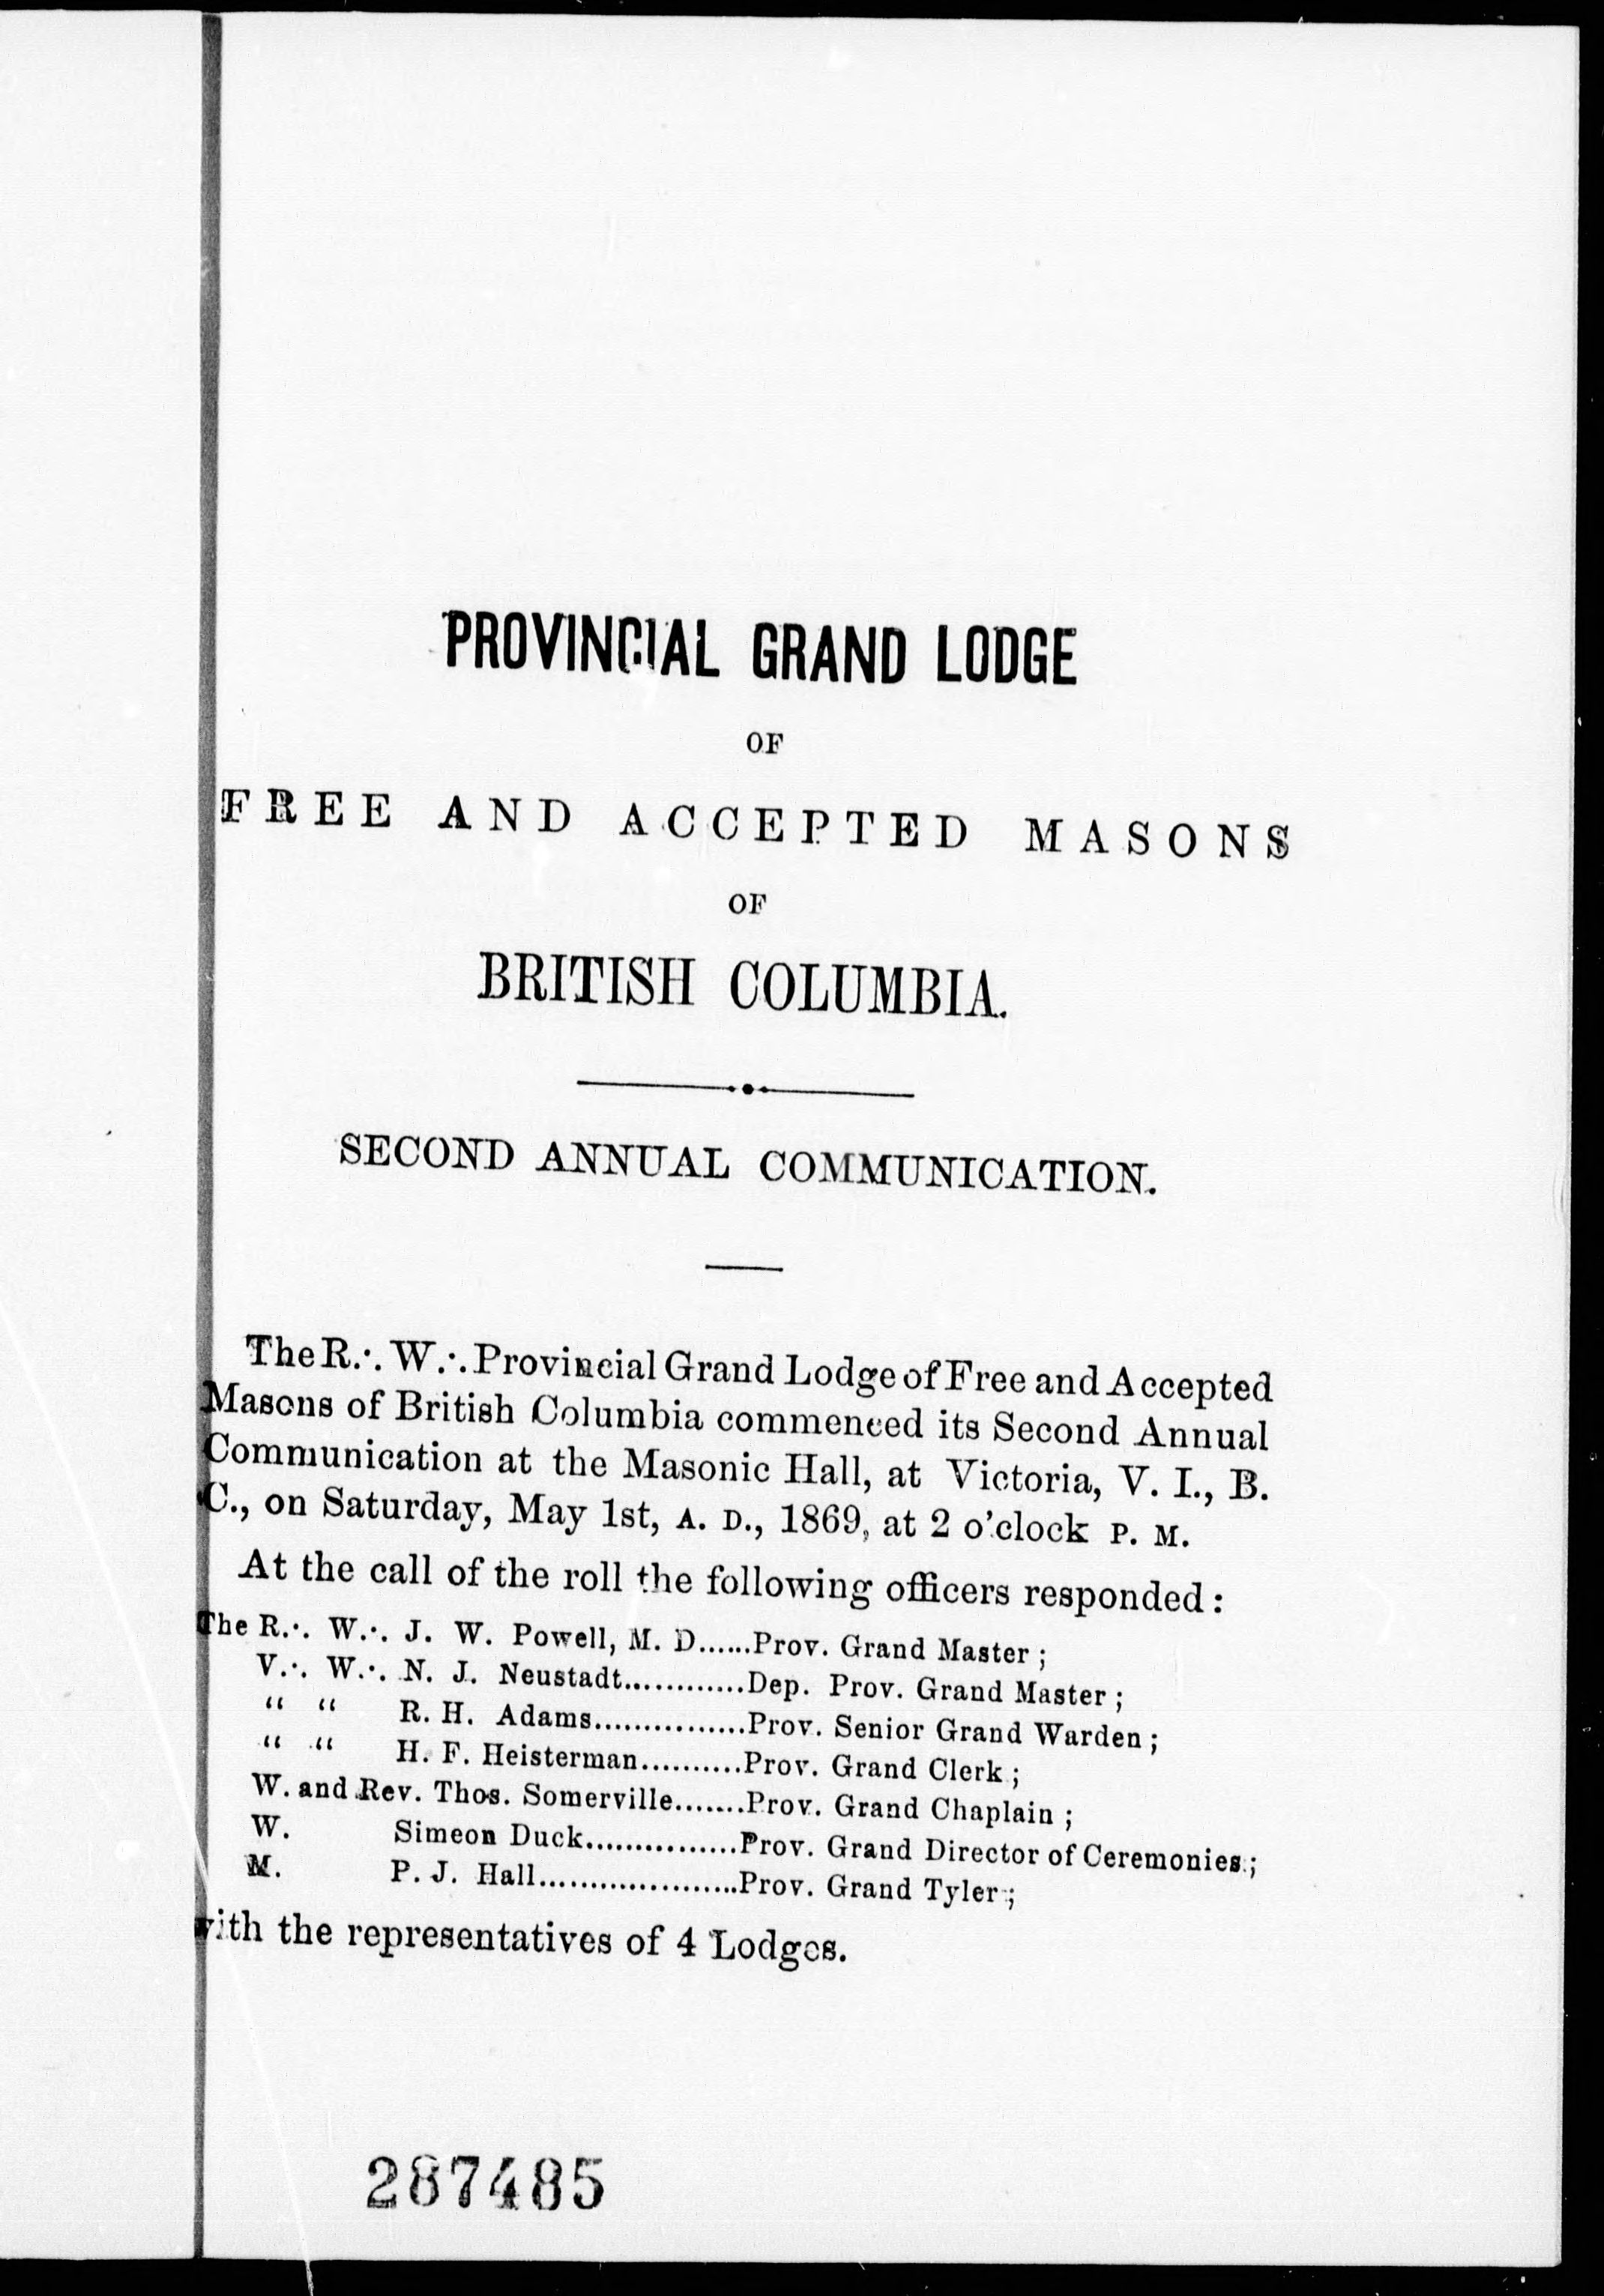 PROVINCIAL GRAND LODGE
OF
FREE AND ACCEPTED MASONS
OF
BRITISH COLUMBIA.
SECOND ANNUAL COMMUNICATION.
The R∴ W∴ Provincial Grand Lodge of Free and Accepted
Masons of British Columbia commenced its Second Annual
Communication at the Masonic Hall, at Victoria, V. I., B.
C., on Saturday, May 1st, A. D., 1869, at 2 o'clock P. M.
At the call of the roll the following officers responded:
The R∴ W∴ J. W. Powell, M. D......Prov. Grand Master;
V∴ W∴ N. J. Neustadt............Dep. Prov. Grand Master;
" " R. H. Adams...............Prov. Senior Grand Warden;
" " H. F. Heisterman..........Prov. Grand Clerk;
W. and Rev. Thos. Somerville.......Prov. Grand Chaplain;
W. Simeon Duck...............Prov. Grand Director of Ceremonies;
M. P. J. Hall....................Prov. Grand Tyler;
with the representatives of 4 Lodges.
287485